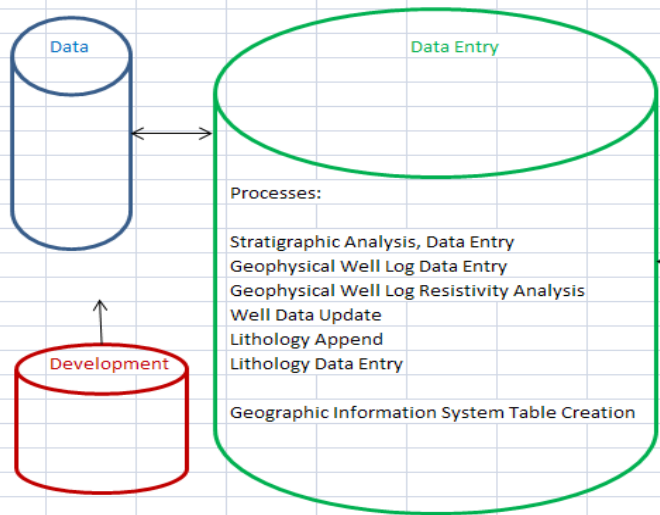 Data
Data Entry
Processes:
Stratigraphic Analysis, Data Entry
Geophysical Well Log Data Entry
Geophysical Well Log Resistivity Analysis
Well Data Update
Lithology Append
Lithology Data Entry
Geographic Information System Table Creation
Development